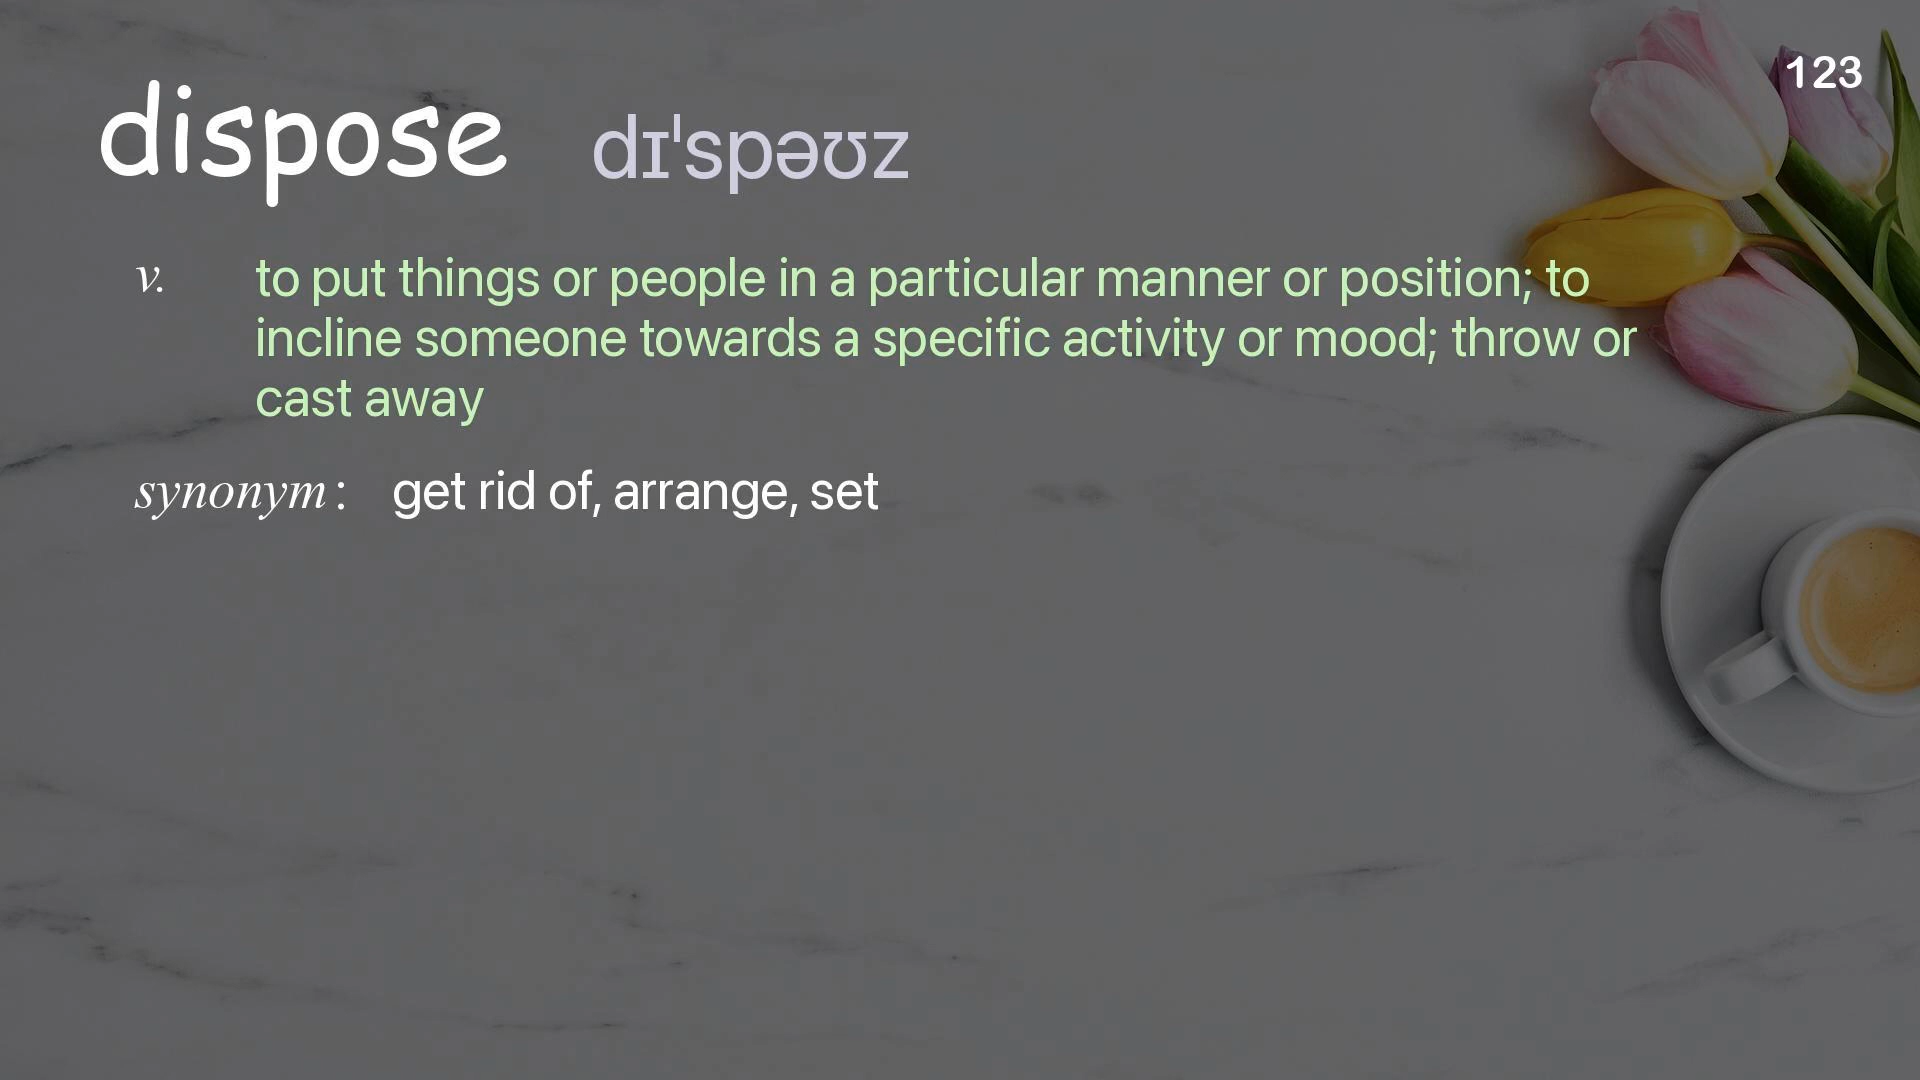 123
dispose dɪˈspəʊz
v. to put things or people in a particular manner or position; to
incline someone towards a specific activity or mood; throw or
cast away
synonym : get rid of, arrange, set